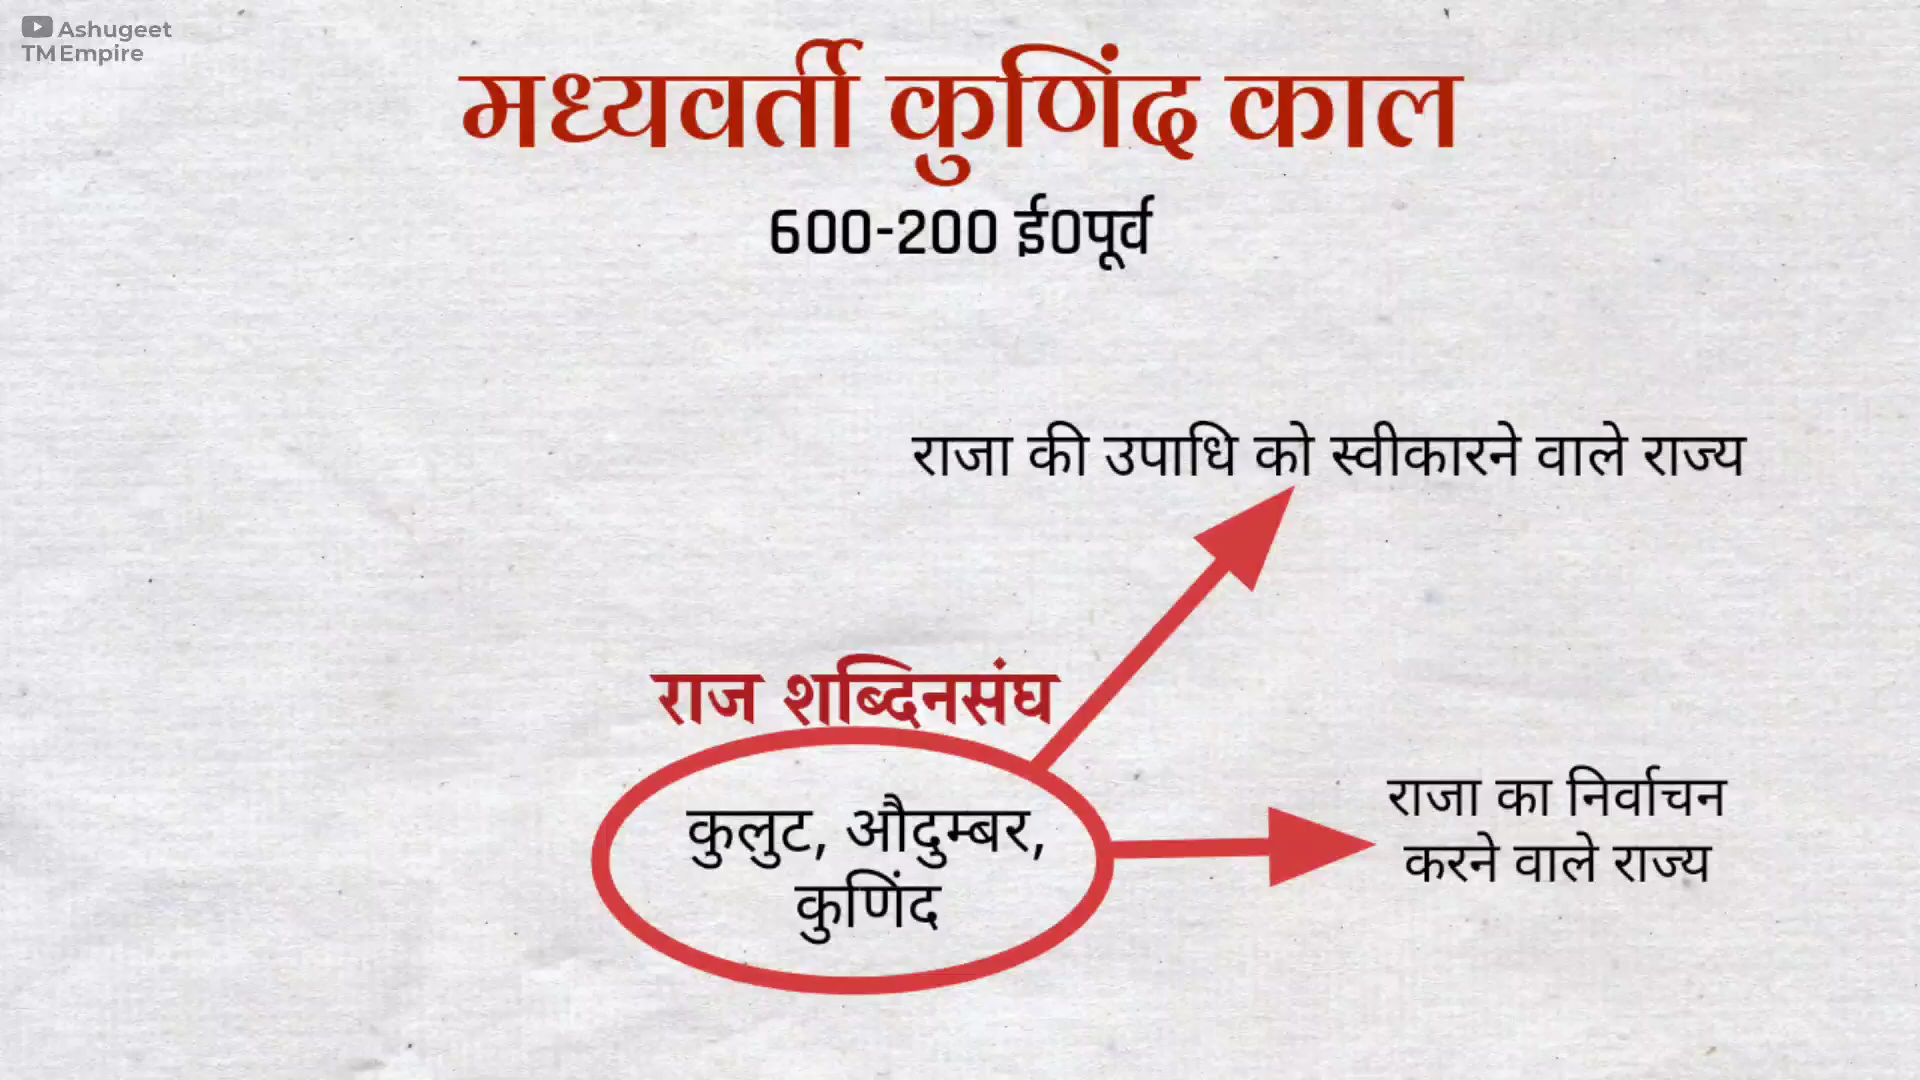 Ashugeet
TM Empire
मध्यवर्ती कुणिंद काल
600-200 ई0पूर्व
राजा की उपाधि को स्वीकारने वाले राज्य
राज शब्दिनसंघ
कुलुट, औदुम्बर,
कुणिंद
राजा का निर्वाचन
करने वाले राज्य